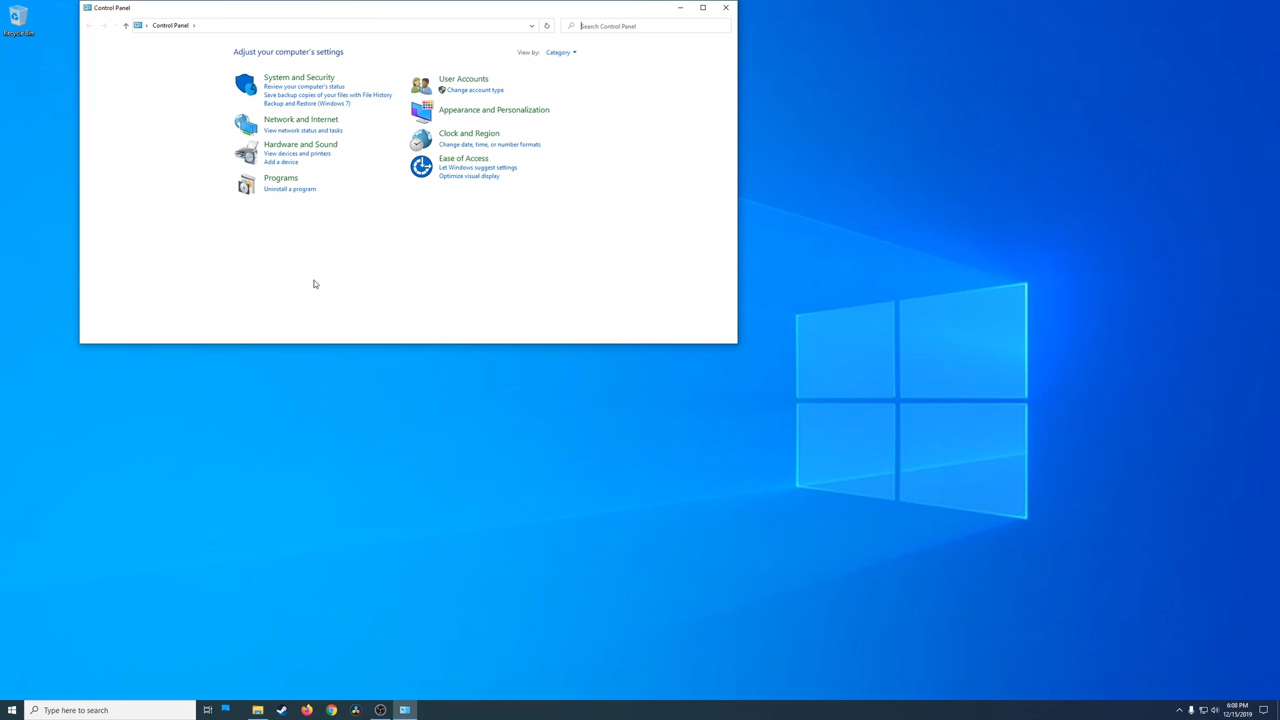 Control Panel
Control Panel
Search Control Panel
Recycle Bin
Adjust your computer's settings
View by: Category
System and Security
Review your computer's status
Save backup copies of your files with File History
Backup and Restore (Windows 7)
Network and Internet
View network status and tasks
Hardware and Sound
View devices and printers
Add a device
Programs
Uninstall a program
User Accounts
Change account type
Appearance and Personalization
Clock and Region
Change date, time, or number formats
Ease of Access
Let Windows suggest settings
Optimize visual display
Type here to search
6:08 PM
12/15/2019